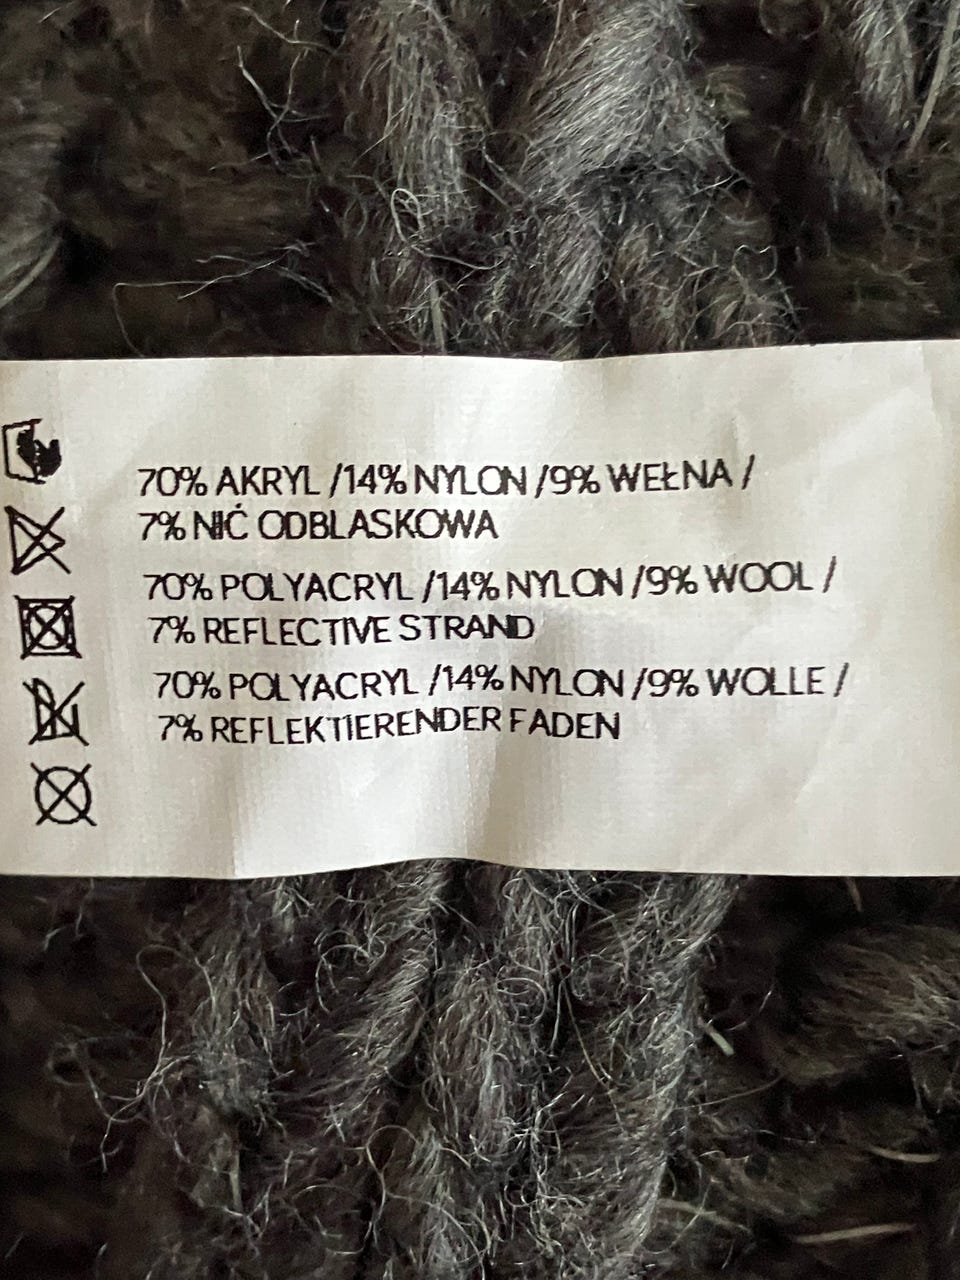 70% AKRYL /14% NYLON /9% WEŁNA /
7% NIĆ ODBLASKOWA
70% POLYACRYL /14% NYLON /9% WOOL /
7% REFLECTIVE STRAND
70% POLYACRYL /14% NYLON /9% WOLLE /
7% REFLEKTIERENDER FADEN